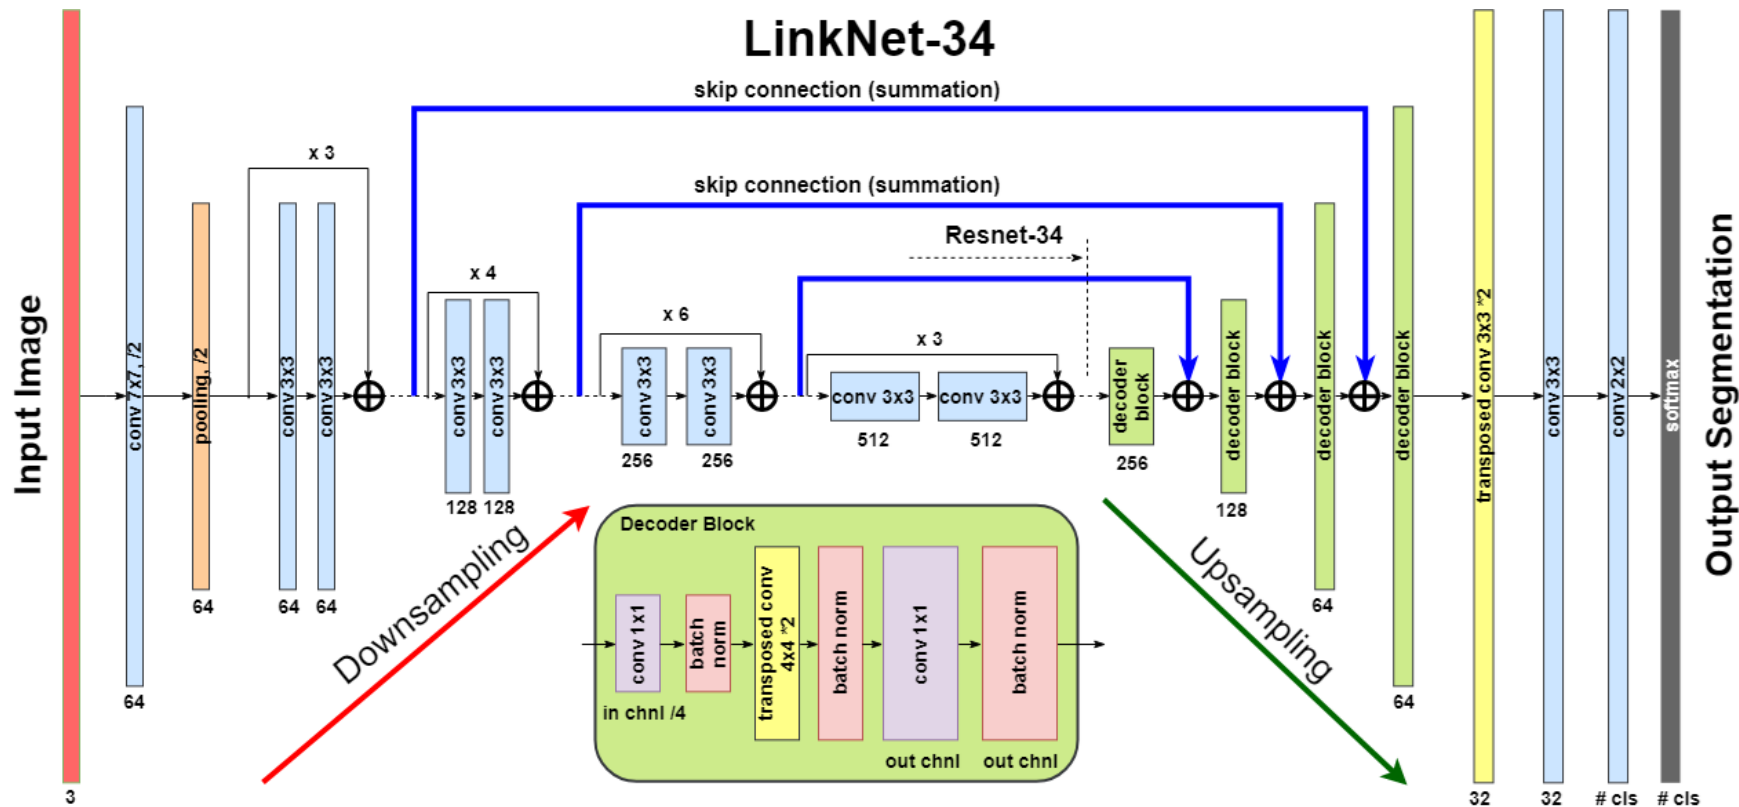 LinkNet-34
skip connection (summation)
skip connection (summation)
Resnet-34
Input Image
3
conv 7x7, /2
64
pooling, /2
64
x 3
conv 3x3
conv 3x3
64
64
x 4
conv 3x3
conv 3x3
128
128
x 6
conv 3x3
conv 3x3
256
256
x 3
conv 3x3
conv 3x3
512
512
decoder
block
256
decoder block
128
decoder block
64
decoder block
64
transposed conv 3x3 *2
32
conv 3x3
32
conv 2x2
# cls
softmax
# cls
Output Segmentation
Downsampling
Upsampling
Decoder Block
conv 1x1
in chnl /4
batch
norm
transposed conv
4x4 *2
batch norm
conv 1x1
out chnl
batch norm
out chnl